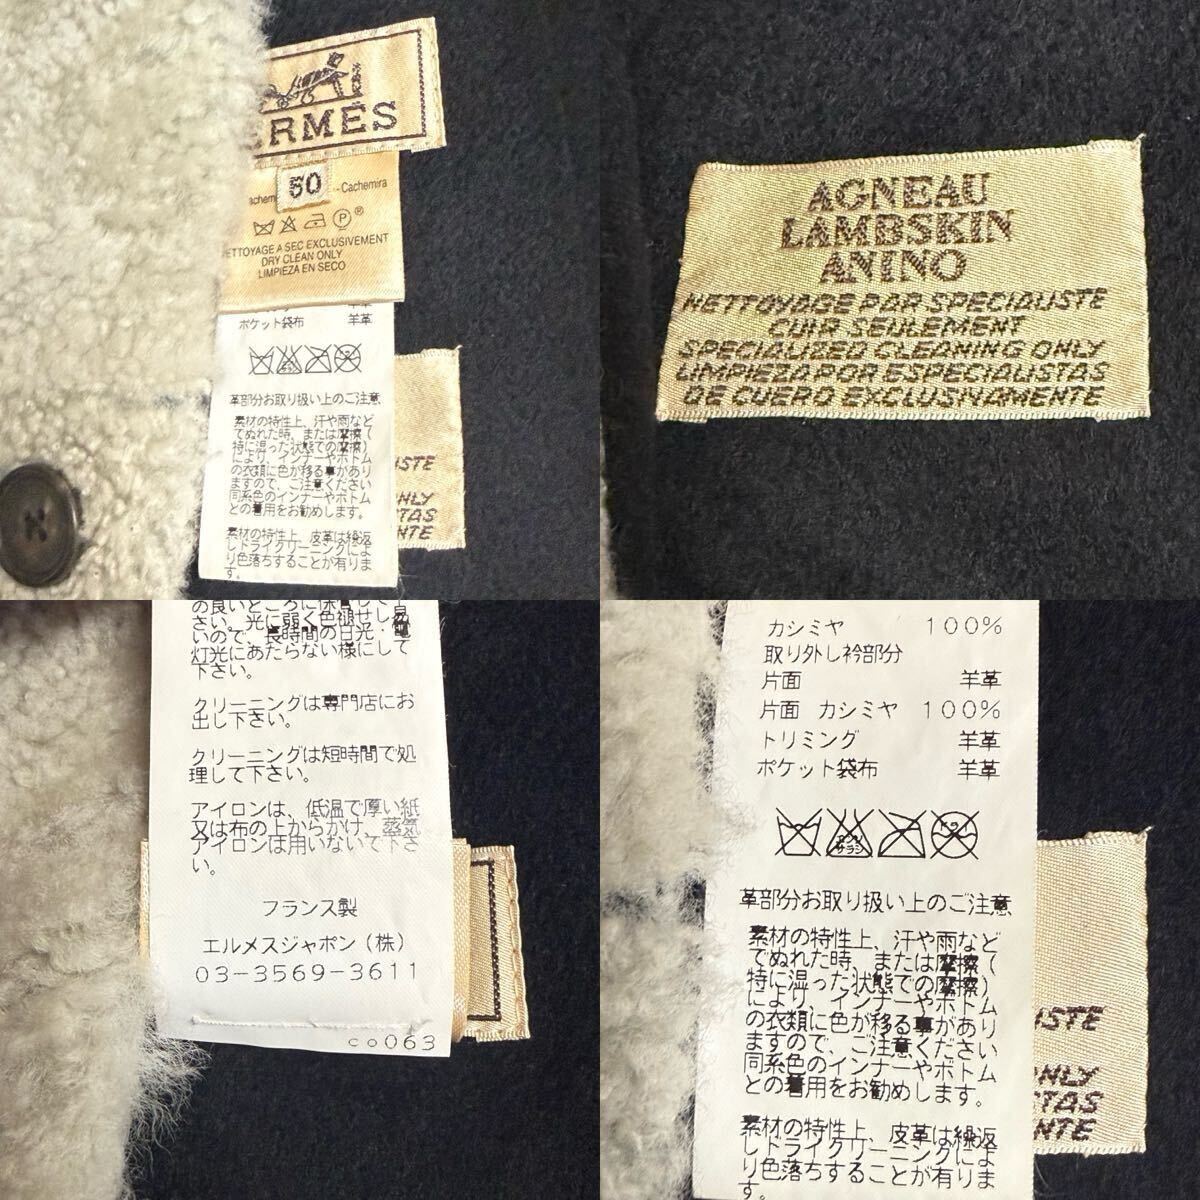 HERMÈS
50
Cachemira
NETTOYAGE A SEC EXCLUSIVEMENT
DRY CLEAN ONLY
LIMPIEZA EN SECO
ポケット袋布 羊革
革部分お取り扱い上のご注意
素材の特性上、汗や雨など
でぬれた時、または摩擦(
特に湿った状態での摩擦)
により、インナーやボトム
の衣類に色が移る事があり
ますので、ご注意ください
同系色のインナーやボトム
との着用をお勧めします。
素材の特性上、皮革は繰返
しドライクリーニングによ
り色落ちすることが有りま
す。
ISTE
NLY
TAS
NTE
AGNEAU
LAMBSKIN
ANINO
NETTOYAGE PAR SPECIALISTE
CUIR SEULEMENT
SPECIALIZED CLEANING ONLY
LIMPIEZA POR ESPECIALISTAS
DE CUERO EXCLUSIVAMENTE
さい。光に弱く色褪せし易
いので、長時間の日光・電
灯光にあたらない様にして
下さい。
クリーニングは専門店にお
出し下さい。
クリーニングは短時間で処
理して下さい。
アイロンは、低温で厚い紙
又は布の上からかけ、蒸気
アイロンは用いないで下さ
い。
フランス製
エルメスジャポン(株)
03-3569-3611
co063
カシミヤ 100%
取り外し衿部分
片面 羊革
片面 カシミヤ 100%
トリミング 羊革
ポケット袋布 羊革
革部分お取り扱い上のご注意
素材の特性上、汗や雨など
でぬれた時、または摩擦(
特に湿った状態での摩擦)
により、インナーやボトム
の衣類に色が移る事があり
ますので、ご注意ください
同系色のインナーやボトム
との着用をお勧めします。
素材の特性上、皮革は繰返
しドライクリーニングによ
り色落ちすることが有りま
す。
ISTE
ONLY
STAS
NTE